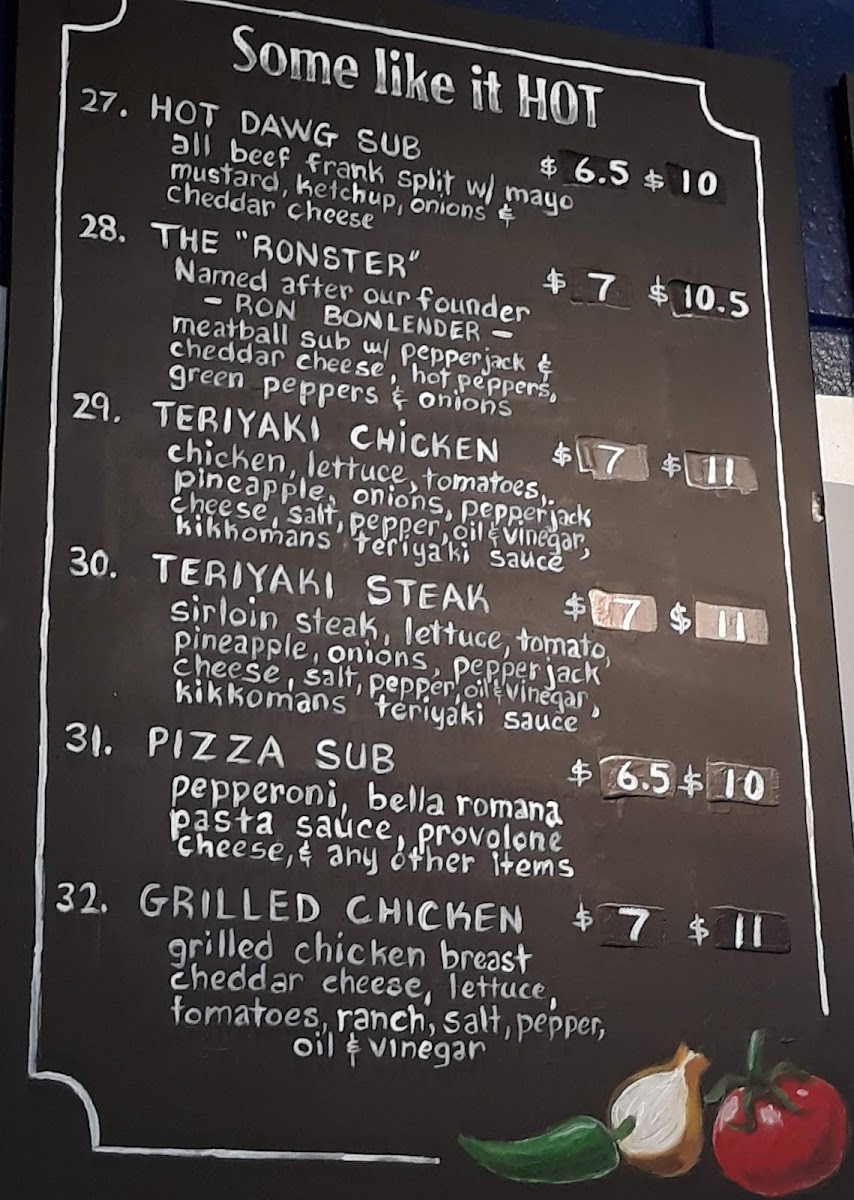 Some like it HOT
27. HOT DAWG SUB $ 6.5 $ 10
all beef frank split w/ mayo
mustard, ketchup, onions &
cheddar cheese
28. THE "RONSTER" $ 7 $ 10.5
Named after our founder
- RON BONLENDER -
meatball sub w/ pepperjack &
cheddar cheese, hot peppers,
green peppers & onions
29. TERIYAKI CHICKEN $ 7 $ 11
chicken, lettuce, tomatoes,
pineapple, onions, pepperjack
cheese, salt, pepper, oil & vinegar,
kikkomans teriyaki sauce
30. TERIYAKI STEAK $ 7 $ 11
sirloin steak, lettuce, tomato,
pineapple, onions, pepper jack
cheese, salt, pepper, oil & vinegar,
kikkomans teriyaki sauce
31. PIZZA SUB $ 6.5 $ 10
pepperoni, bella romana
pasta sauce, provolone
cheese, & any other items
32. GRILLED CHICKEN $ 7 $ 11
grilled chicken breast
cheddar cheese, lettuce,
tomatoes, ranch, salt, pepper,
oil & vinegar